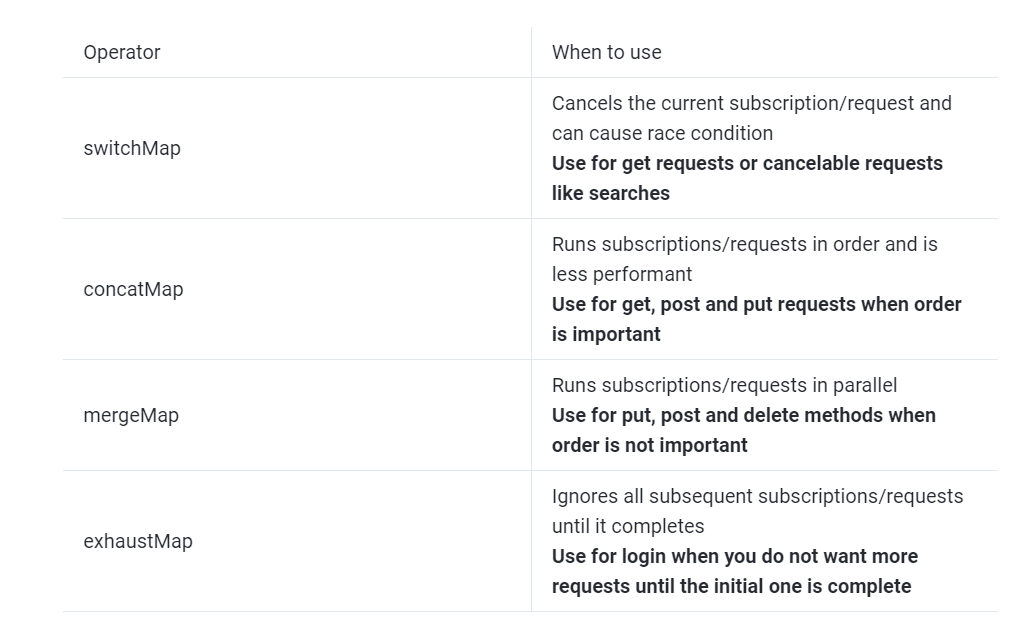 Operator
When to use
switchMap
Cancels the current subscription/request and
can cause race condition
Use for get requests or cancelable requests
like searches
concatMap
Runs subscriptions/requests in order and is
less performant
Use for get, post and put requests when order
is important
mergeMap
Runs subscriptions/requests in parallel
Use for put, post and delete methods when
order is not important
exhaustMap
Ignores all subsequent subscriptions/requests
until it completes
Use for login when you do not want more
requests until the initial one is complete